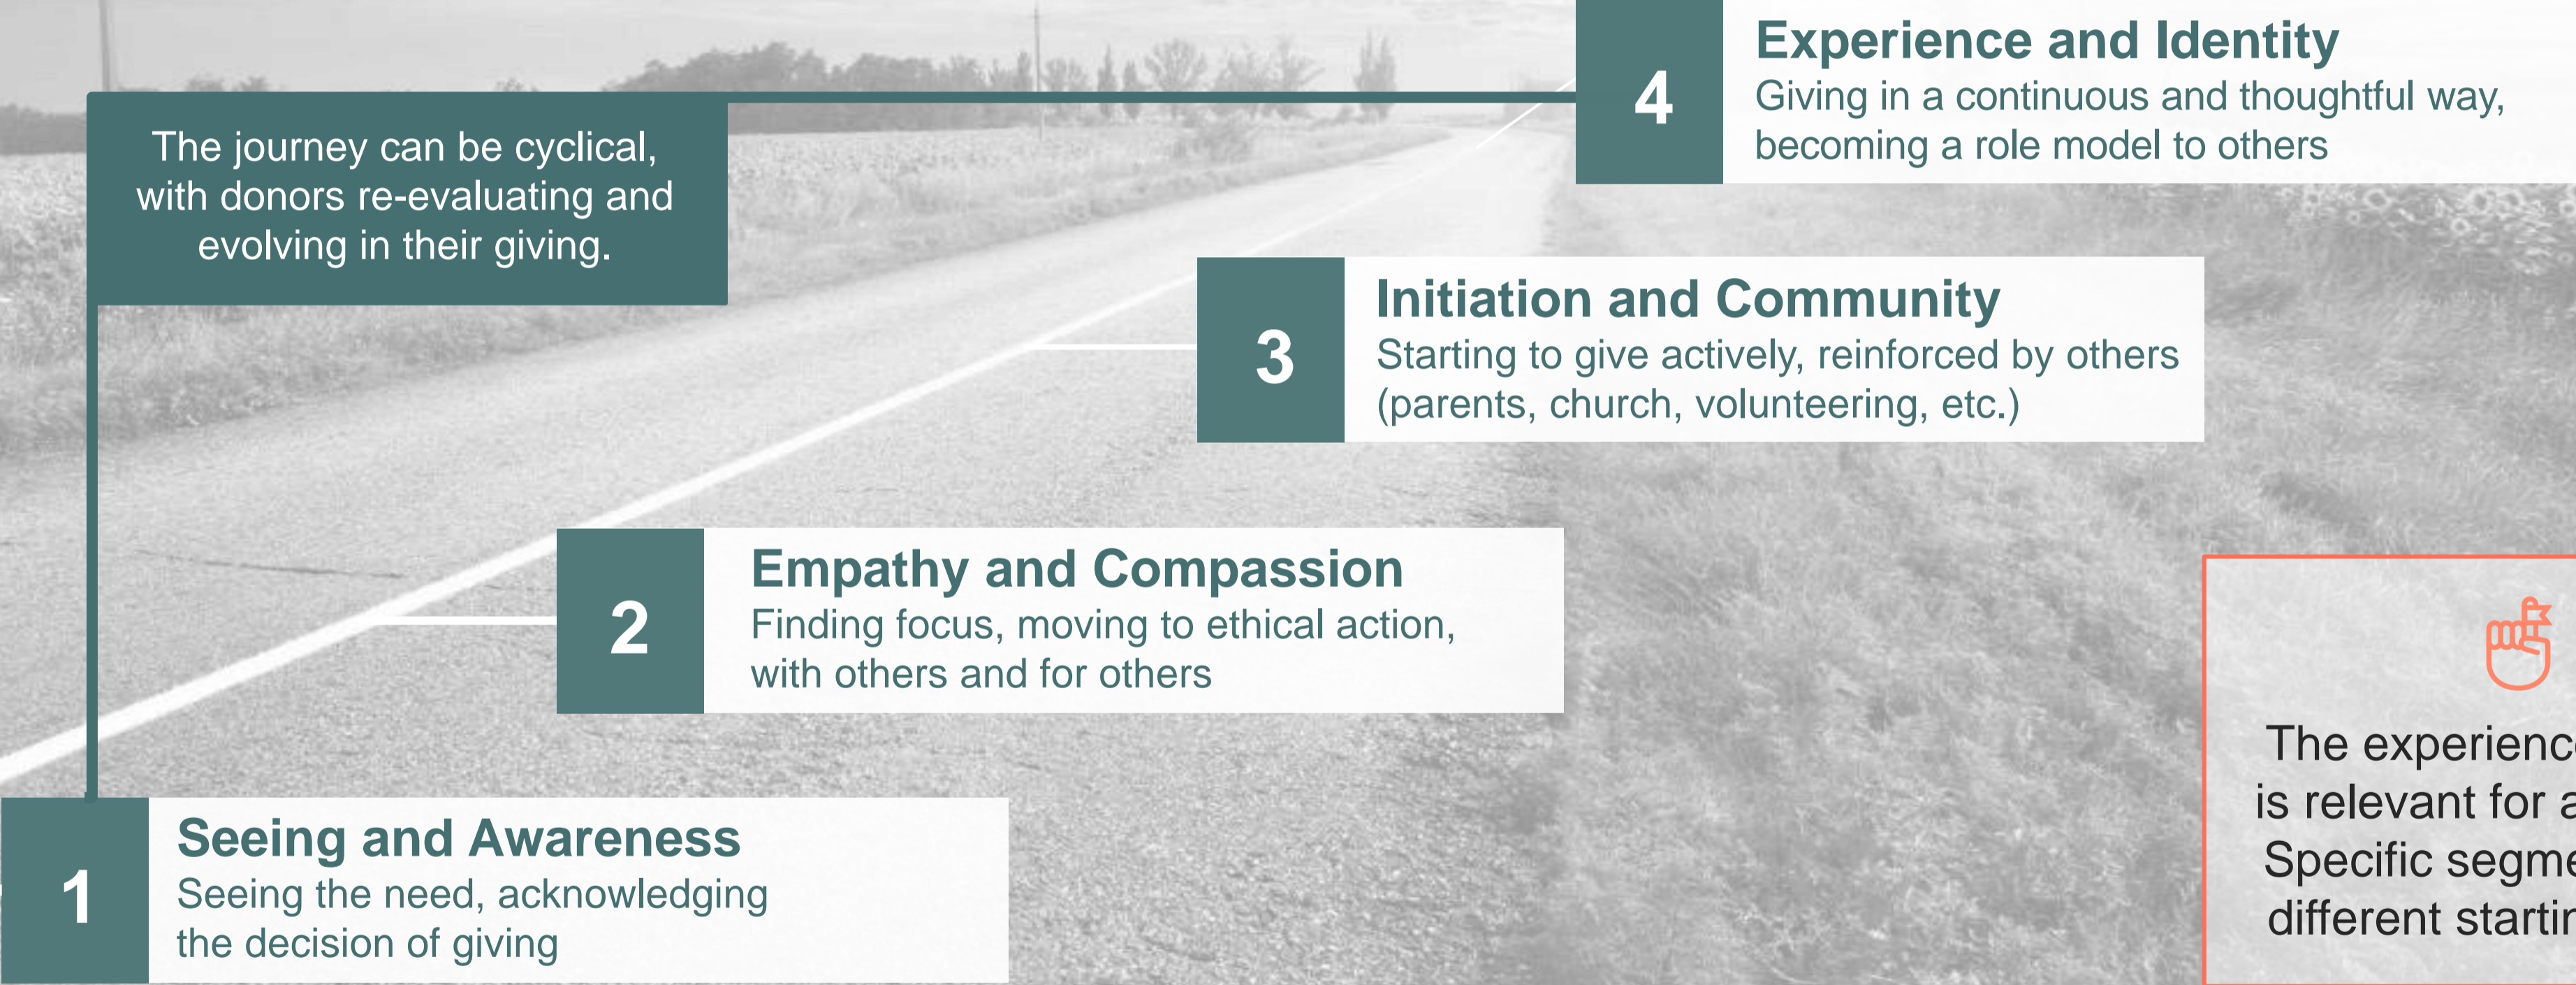 4
Experience and Identity
Giving in a continuous and thoughtful way,
becoming a role model to others
The journey can be cyclical,
with donors re-evaluating and
evolving in their giving.
3
Initiation and Community
Starting to give actively, reinforced by others
(parents, church, volunteering, etc.)
2
Empathy and Compassion
Finding focus, moving to ethical action,
with others and for others
1
Seeing and Awareness
Seeing the need, acknowledging
the decision of giving
The
is relevant for
Specific
different